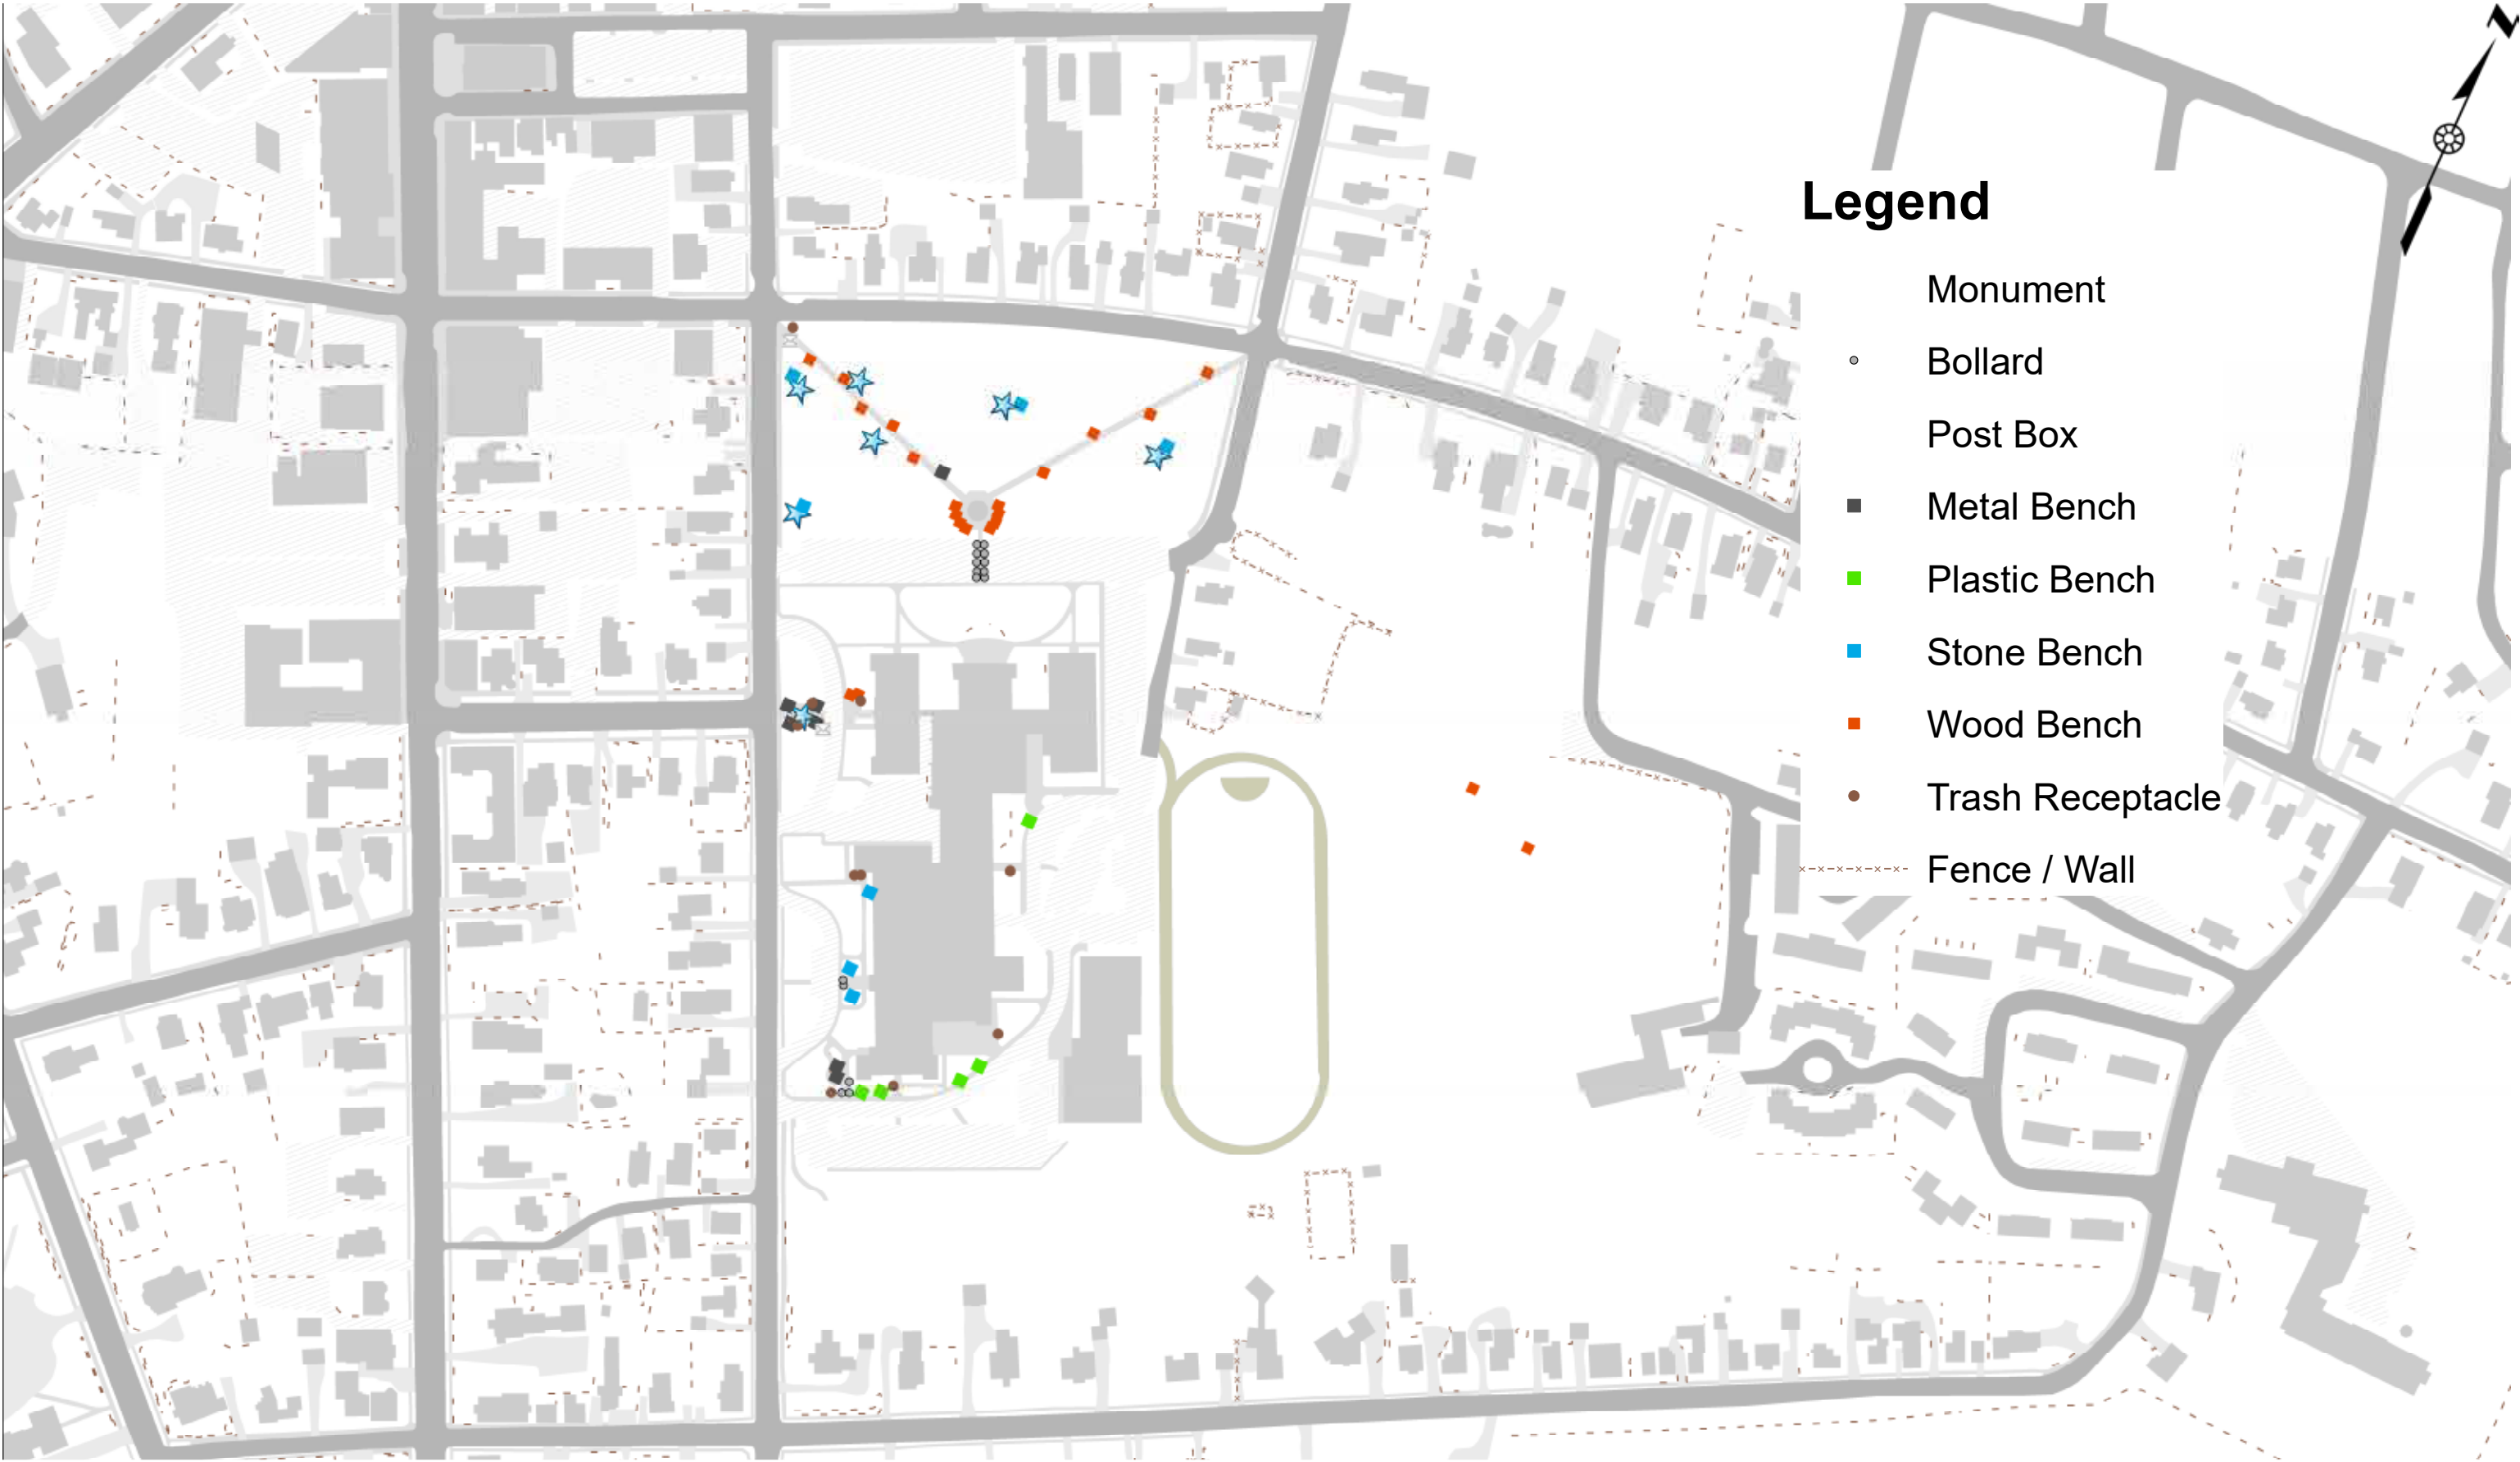 N
Legend
Monument
Bollard
Post Box
Metal Bench
Plastic Bench
Stone Bench
Wood Bench
Trash Receptacle
Fence / Wall